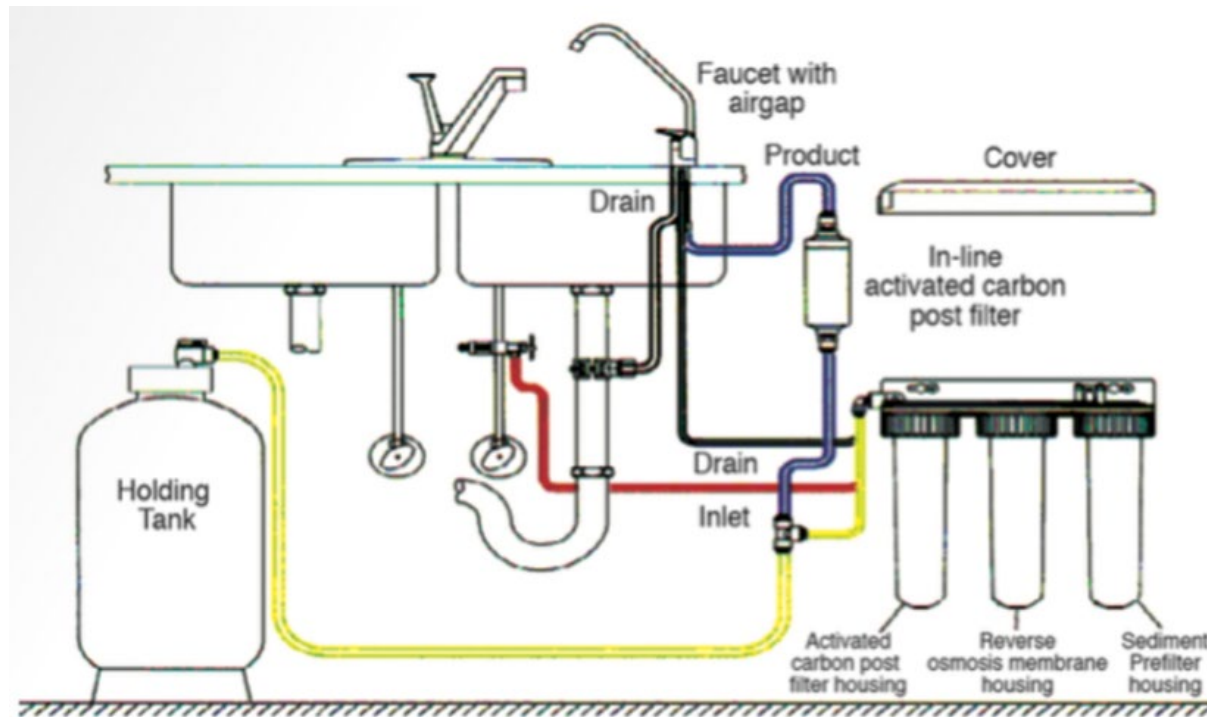 Faucet with
airgap
Product
Cover
Drain
In-line
activated carbon
post filter
Holding
Tank
Drain
Inlet
Activated
carbon post
filter housing
Reverse
osmosis membrane
housing
Sediment
Prefilter
housing